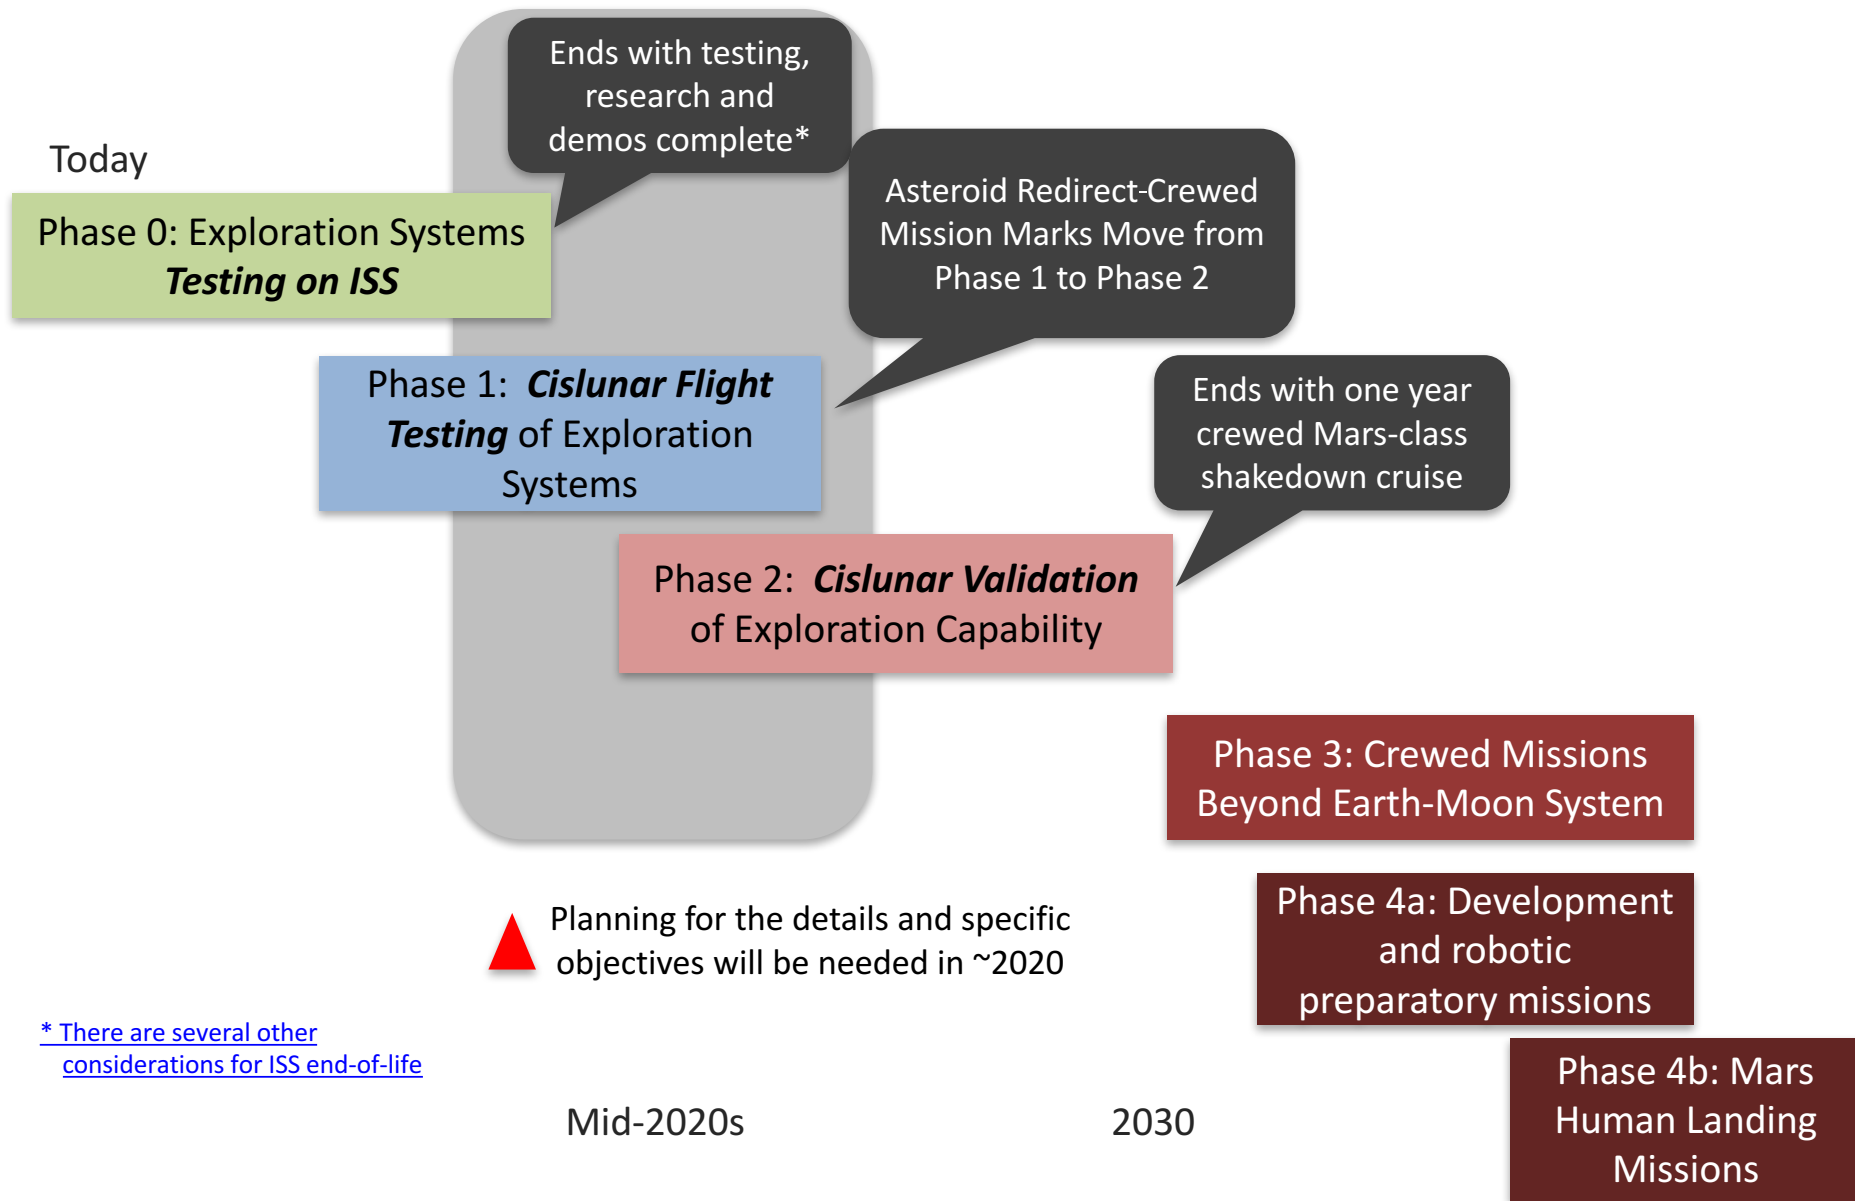 Ends with testing,
research and
demos complete*
Today
Phase 0: Exploration Systems
Testing on ISS
Asteroid Redirect-Crewed
Mission Marks Move from
Phase 1 to Phase 2
Phase 1: Cislunar Flight
Testing of Exploration
Systems
Ends with one year
crewed Mars-class
shakedown cruise
Phase 2: Cislunar Validation
of Exploration Capability
Phase 3: Crewed Missions
Beyond Earth-Moon System
Planning for the details and specific
objectives will be needed in ~2020
Phase 4a: Development
and robotic
preparatory missions
* There are several other
considerations for ISS end-of-life
Phase 4b: Mars
Human Landing
Missions
Mid-2020s
2030